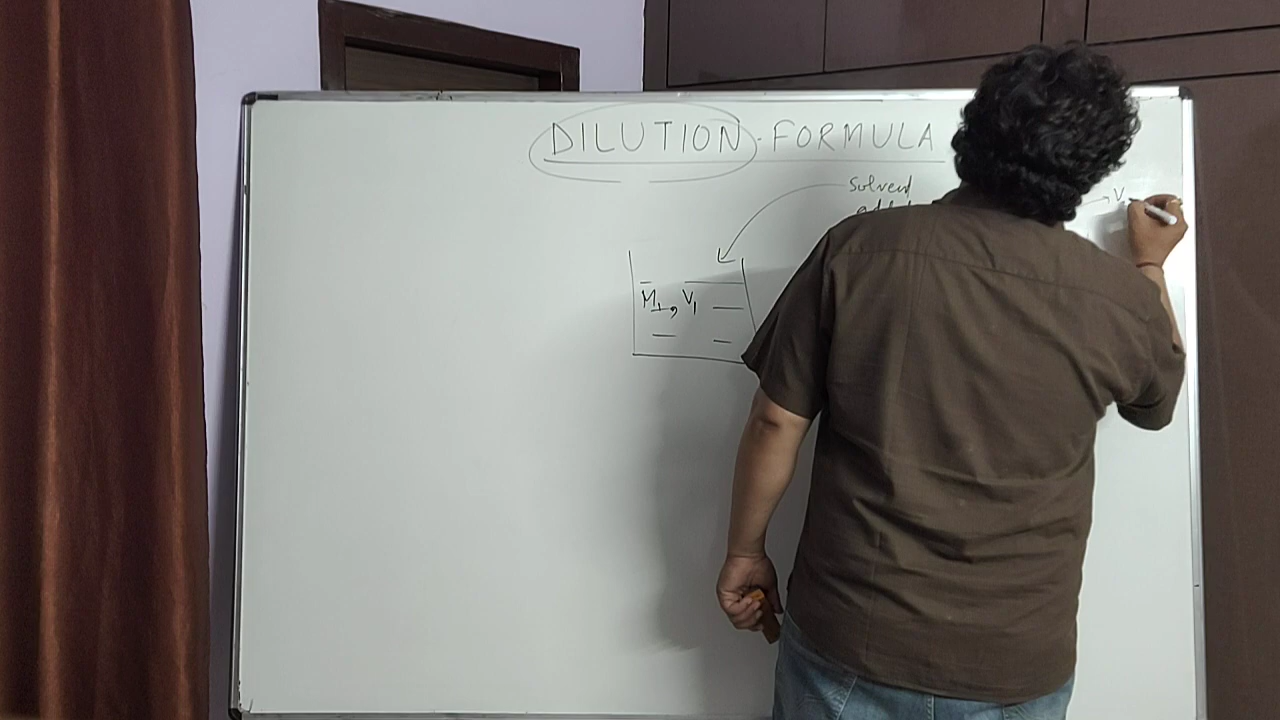 DILUTION-FORMULA
Solvent
V
M1, V1